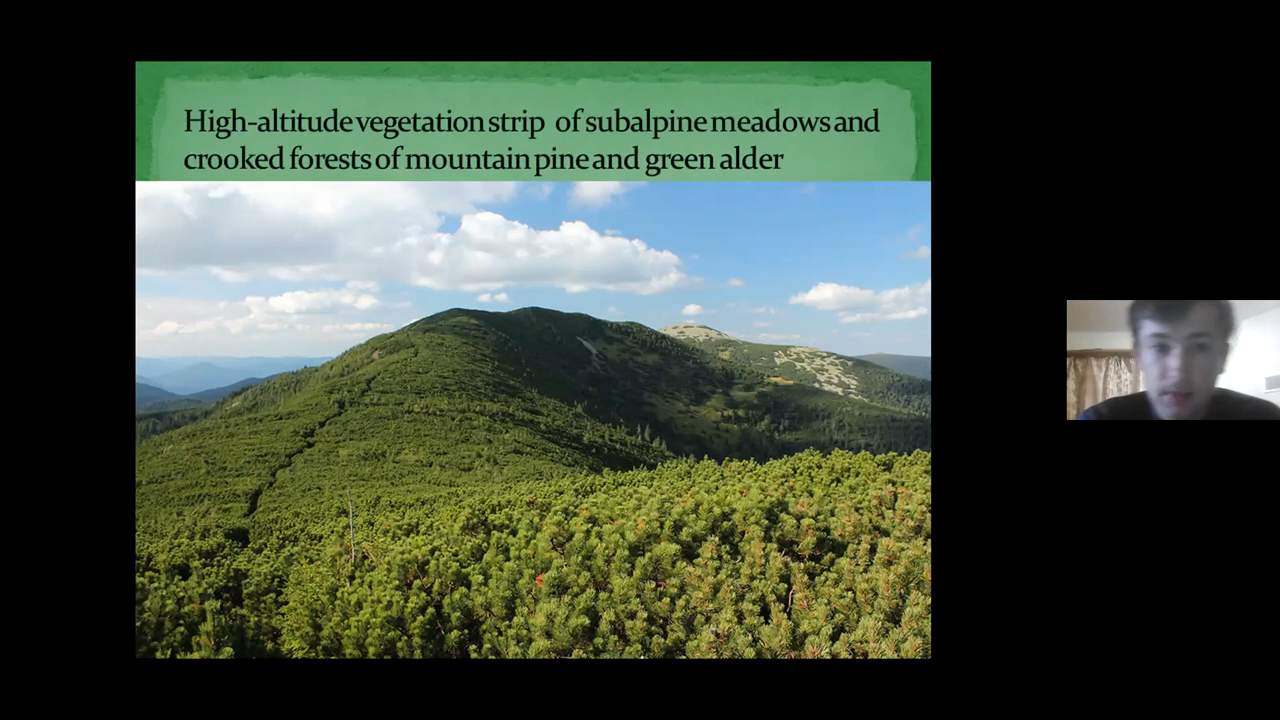 High-altitude vegetation strip of subalpine meadows and
crooked forests of mountain pine and green alder